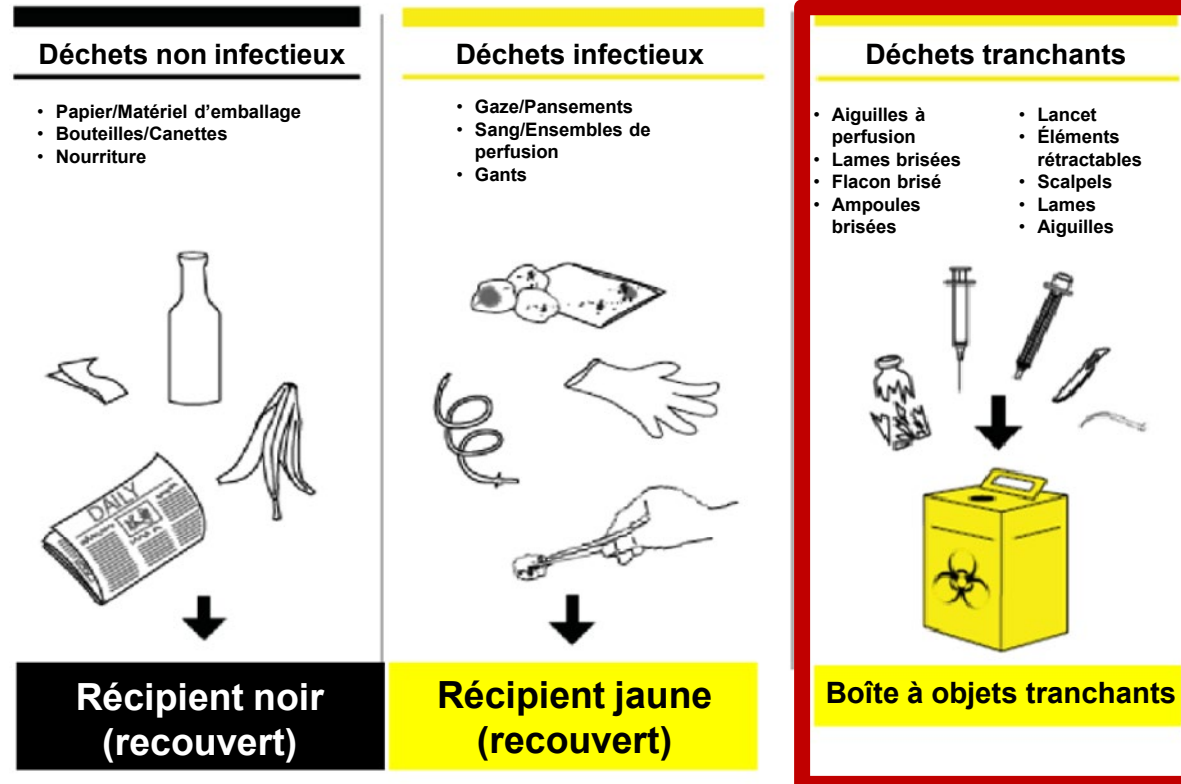 Déchets non infectieux
• Papier/Matériel d'emballage
• Bouteilles/Canettes
• Nourriture
DAILY
Récipient noir
(recouvert)
Déchets infectieux
• Gaze/Pansements
• Sang/Ensembles de
perfusion
• Gants
Récipient jaune
(recouvert)
Déchets tranchants
• Aiguilles à
perfusion
• Lames brisées
• Flacon brisé
• Ampoules
brisées
• Lancet
• Éléments
rétractables
• Scalpels
• Lames
• Aiguilles
Boîte à objets tranchants